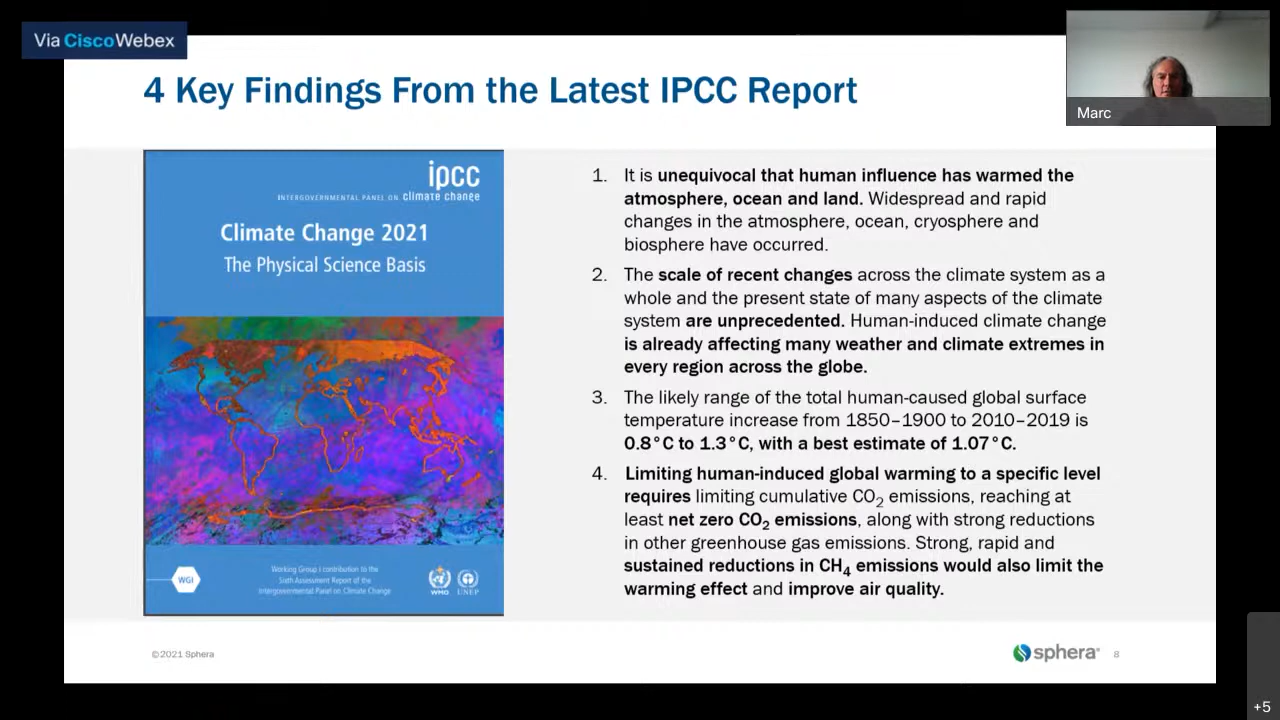 Via CiscoWebex
4 Key Findings From the Latest IPCC Report
Marc
ipcc
INTERGOVERNMENTAL PANEL ON climate change
Climate Change 2021
The Physical Science Basis
WGI
Working Group I contribution to the
Sixth Assessment Report of the
Intergovernmental Panel on Climate Change
WMO
UNEP
1. It is unequivocal that human influence has warmed the
atmosphere, ocean and land. Widespread and rapid
changes in the atmosphere, ocean, cryosphere and
biosphere have occurred.
2. The scale of recent changes across the climate system as a
whole and the present state of many aspects of the climate
system are unprecedented. Human-induced climate change
is already affecting many weather and climate extremes in
every region across the globe.
3. The likely range of the total human-caused global surface
temperature increase from 1850–1900 to 2010–2019 is
0.8°C to 1.3°C, with a best estimate of 1.07°C.
4. Limiting human-induced global warming to a specific level
requires limiting cumulative CO₂ emissions, reaching at
least net zero CO₂ emissions, along with strong reductions
in other greenhouse gas emissions. Strong, rapid and
sustained reductions in CH₄ emissions would also limit the
warming effect and improve air quality.
©2021 Sphera
sphera®
8
+5